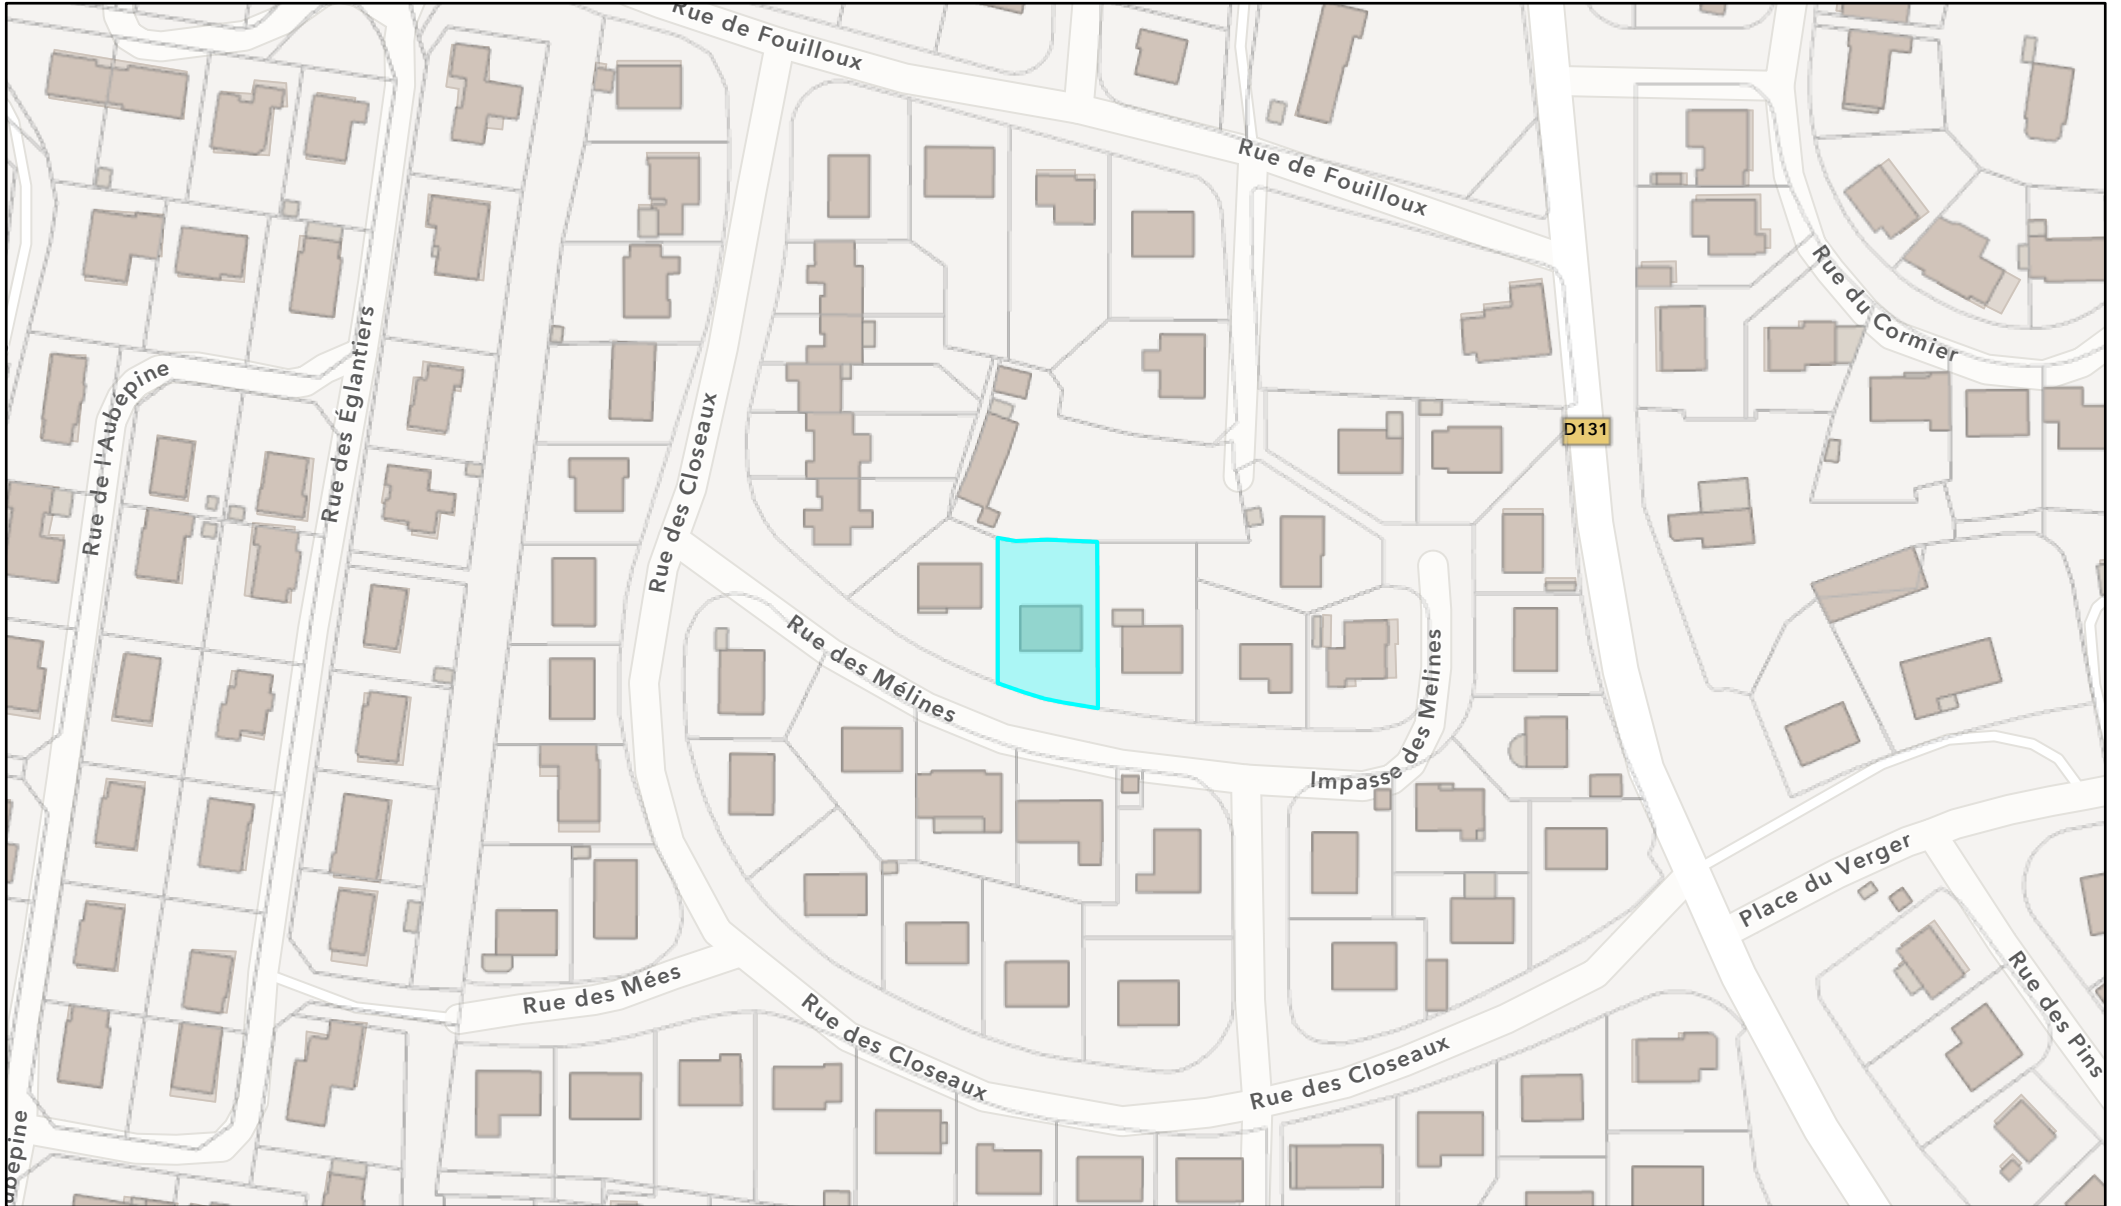 Rue de Fouilloux
Rue de Fouilloux
Rue du Cormier
Rue des Églantiers
Rue de l'Aubépine
Rue des Closeaux
D131
Rue des Mélines
Impasse des Melines
Place du Verger
Rue des Mées
Rue des Closeaux
Rue des Closeaux
Rue des Pins
ubépine